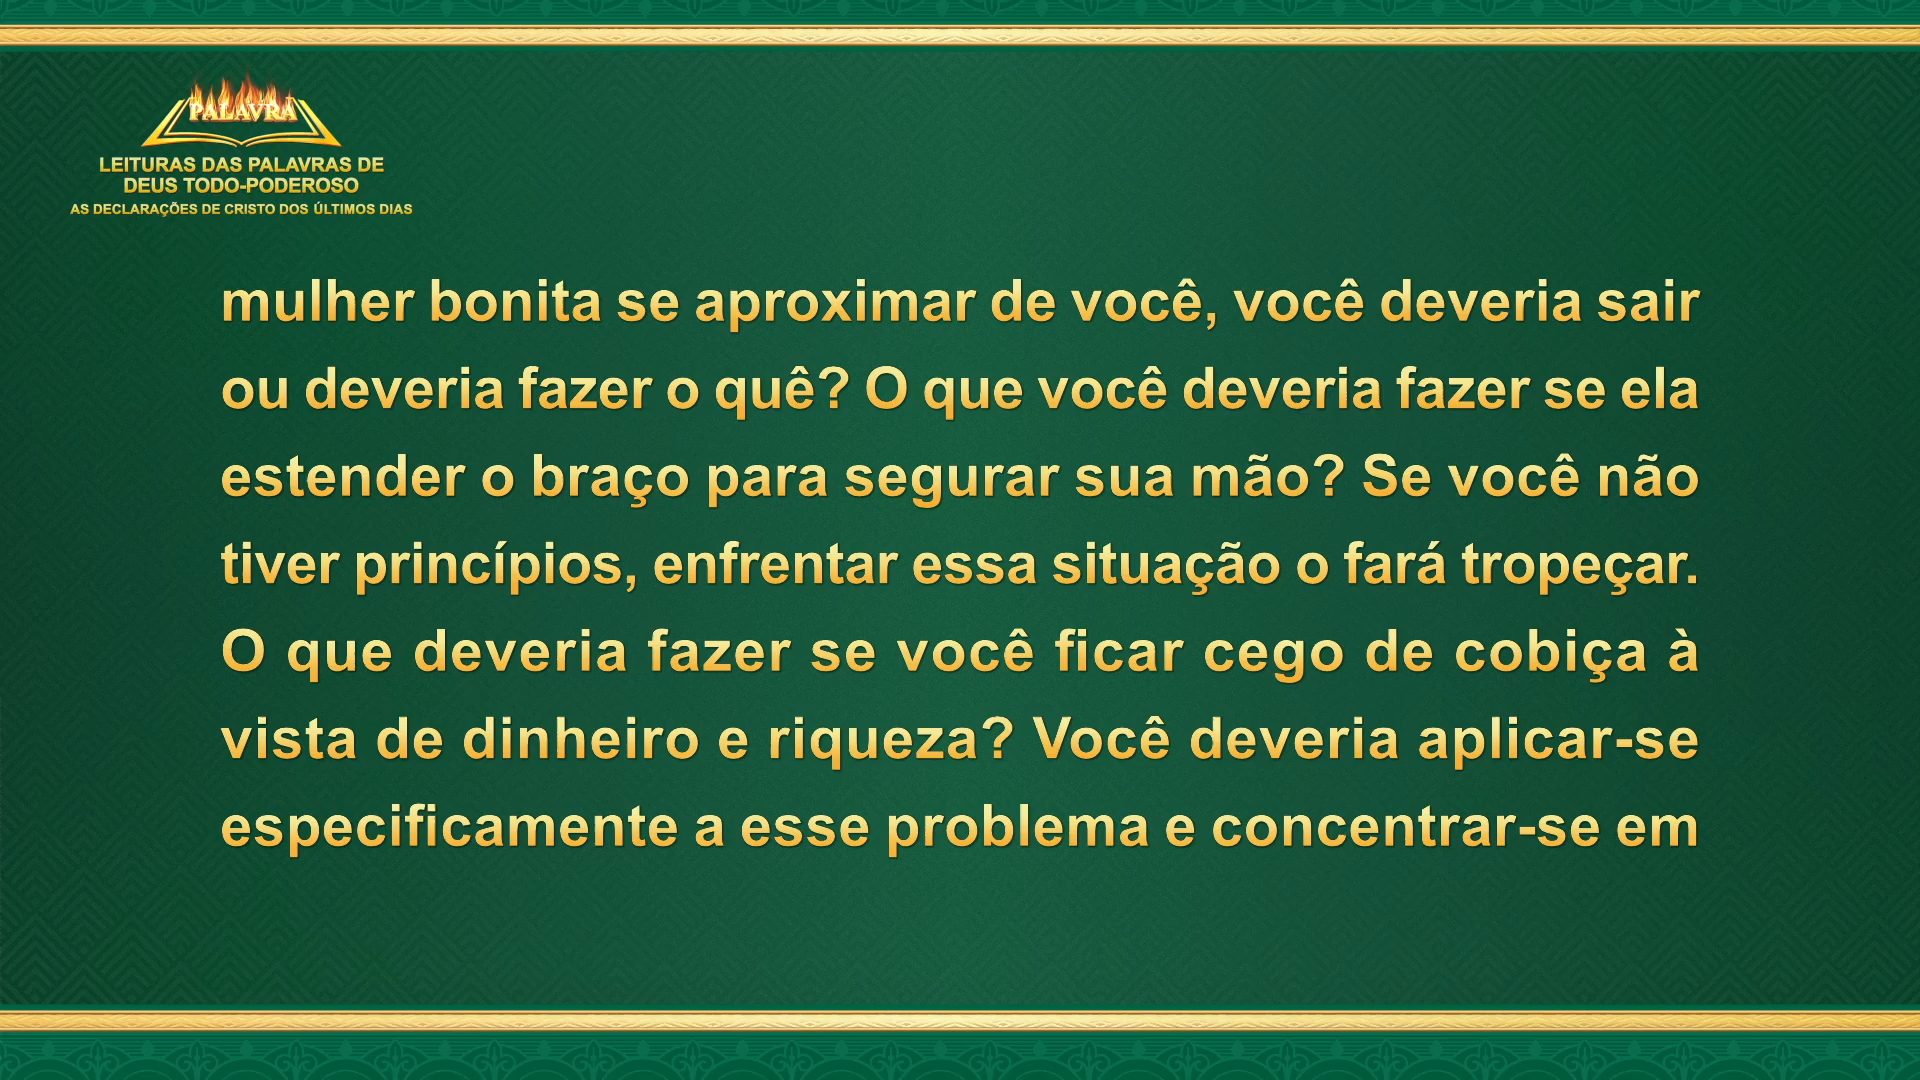 PALAVRA
LEITURAS DAS PALAVRAS DE
DEUS TODO-PODEROSO
AS DECLARAÇÕES DE CRISTO DOS ÚLTIMOS DIAS
mulher bonita se aproximar de você, você deveria sair
ou deveria fazer o quê? O que você deveria fazer se ela
estender o braço para segurar sua mão? Se você não
tiver princípios, enfrentar essa situação o fará tropeçar.
O que deveria fazer se você ficar cego de cobiça à
vista de dinheiro e riqueza? Você deveria aplicar-se
especificamente a esse problema e concentrar-se em